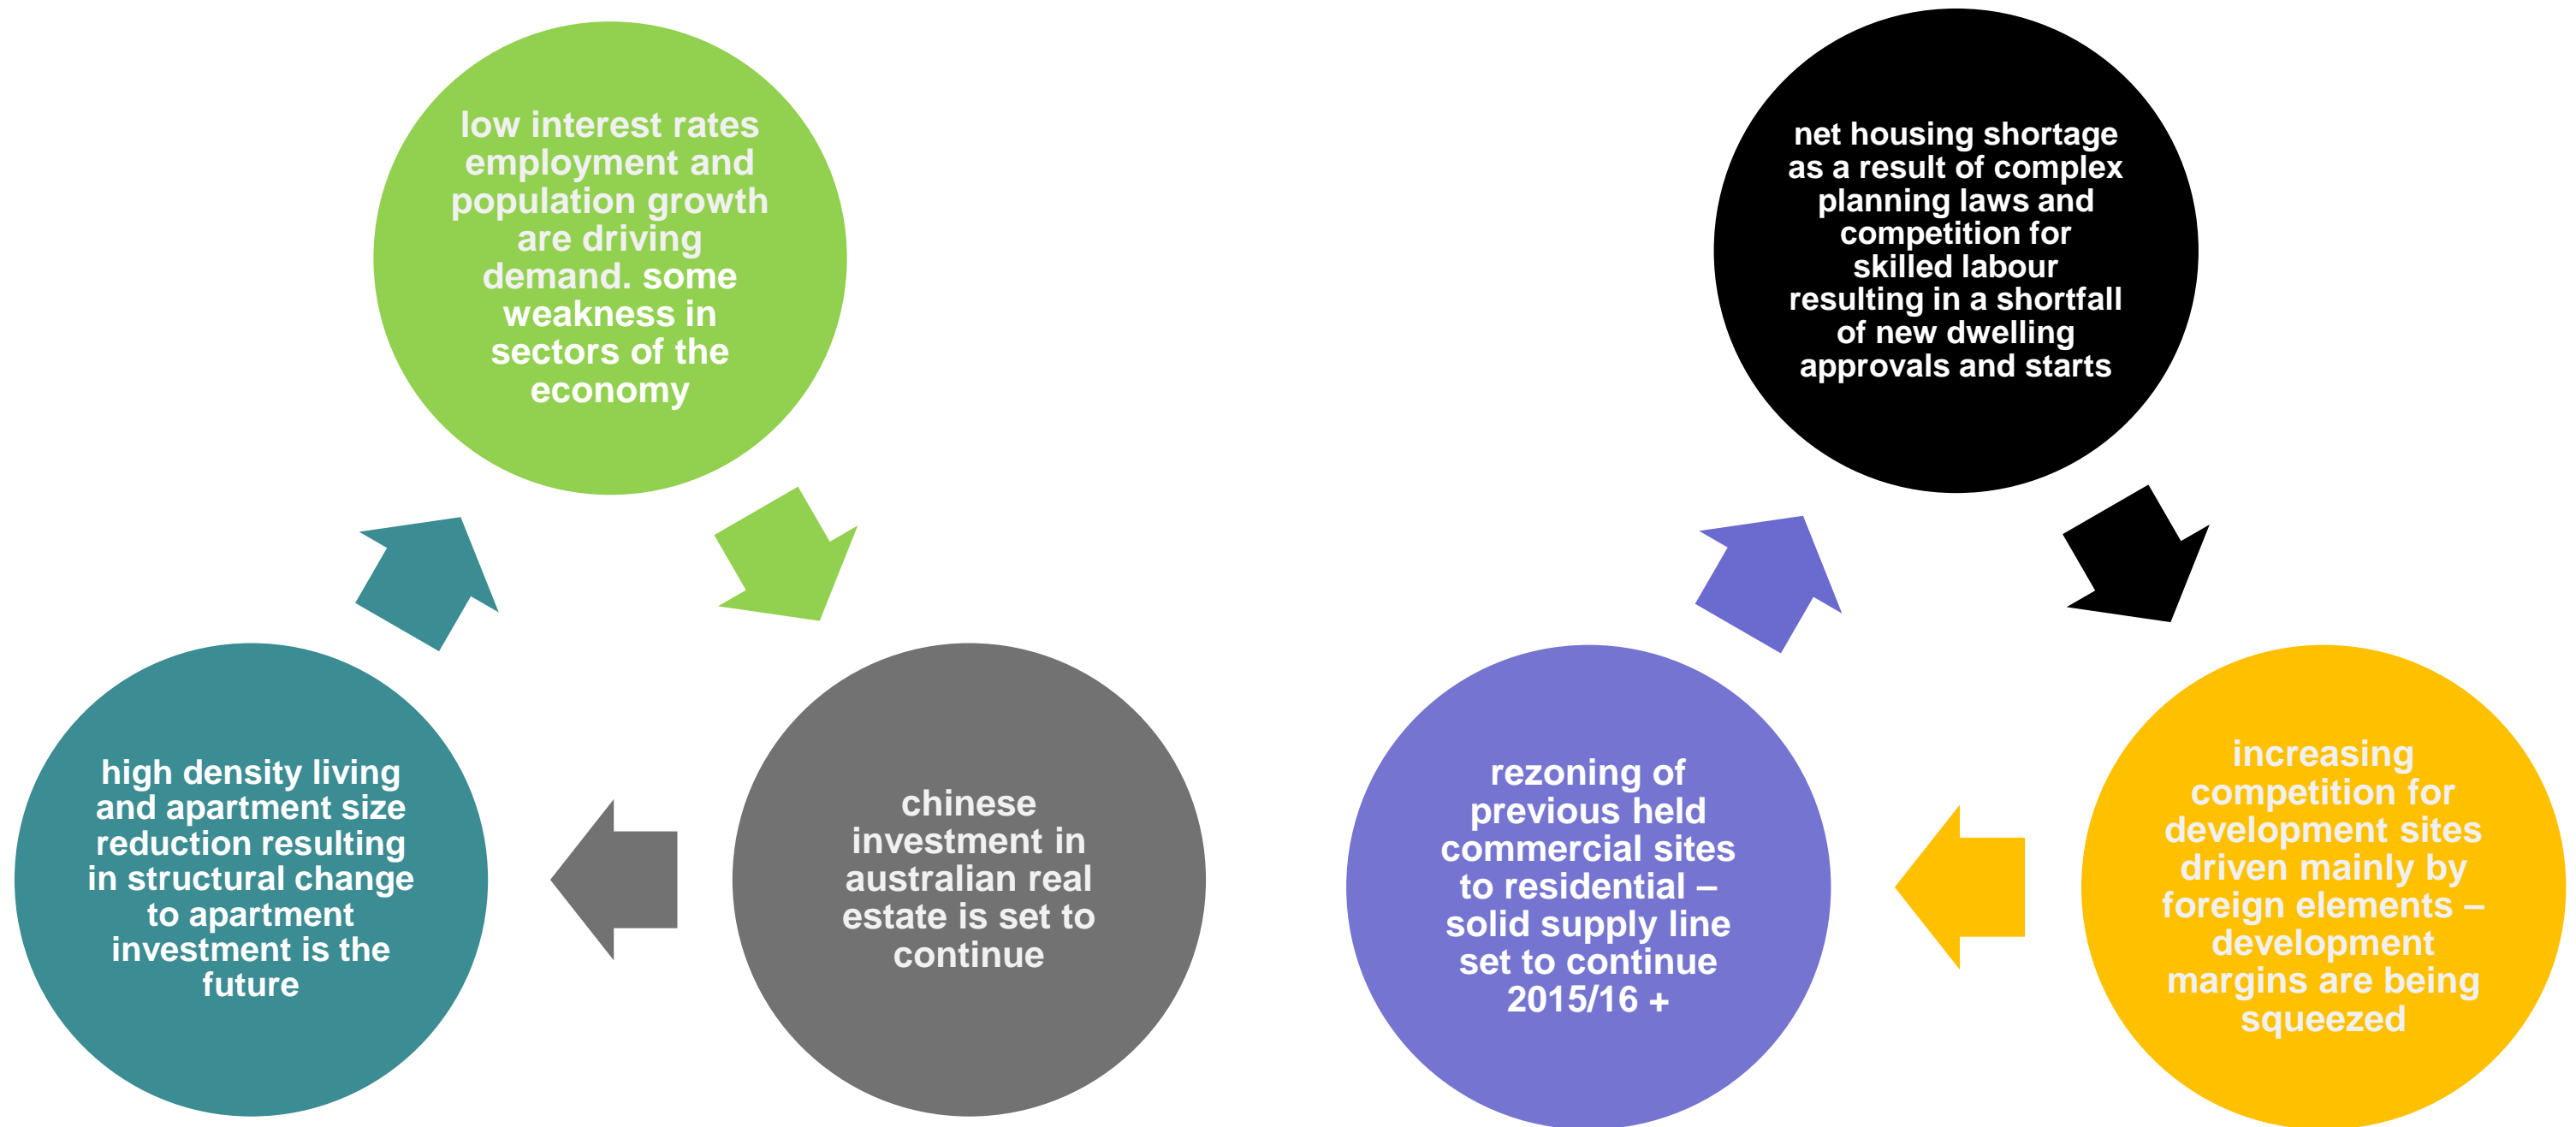 low interest rates
employment and
population growth
are driving
demand. some
weakness in
sectors of the
economy
chinese
investment in
australian real
estate is set to
continue
high density living
and apartment size
reduction resulting
in structural change
to apartment
investment is the
future
net housing shortage
as a result of complex
planning laws and
competition for
skilled labour
resulting in a shortfall
of new dwelling
approvals and starts
increasing
competition for
development sites
driven mainly by
foreign elements –
development
margins are being
squeezed
rezoning of
previous held
commercial sites
to residential –
solid supply line
set to continue
2015/16 +